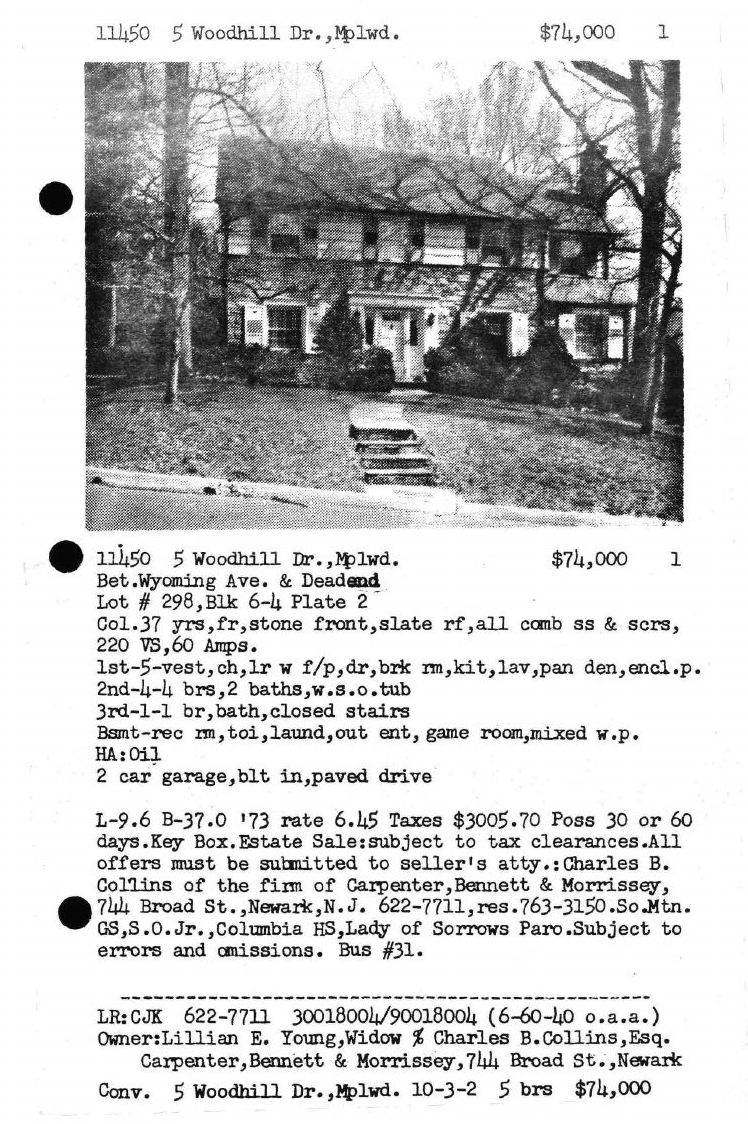 11450 5 Woodhill Dr.,Mplwd. $74,000 1
11450 5 Woodhill Dr.,Mplwd. $74,000 1
Bet.Wyoming Ave. & Deadend
Lot # 298,Blk 6-4 Plate 2
Col.37 yrs,fr,stone front,slate rf,all comb ss & scrs,
220 VS,60 Amps.
1st-5-vest,ch,lr w f/p,dr,brk rm,kit,lav,pan den,encl.p.
2nd-4-4 brs,2 baths,w.s.o.tub
3rd-1-1 br,bath,closed stairs
Bsmt-rec rm,toi,laund,out ent, game room,mixed w.p.
HA:Oil
2 car garage,blt in,paved drive
L-9.6 B-37.0 '73 rate 6.45 Taxes $3005.70 Poss 30 or 60
days.Key Box.Estate Sale:subject to tax clearances.All
offers must be submitted to seller's atty.:Charles B.
Collins of the firm of Carpenter,Bennett & Morrissey,
744 Broad St.,Newark,N.J. 622-7711,res.763-3150.So.Mtn.
GS,S.O.Jr.,Columbia HS,Lady of Sorrows Paro.Subject to
errors and omissions. Bus #31.
LR:CJK 622-7711 30018004/90018004 (6-60-40 o.a.a.)
Owner:Lillian E. Young,Widow % Charles B.Collins,Esq.
Carpenter,Bennett & Morrissey,744 Broad St.,Newark
Conv. 5 Woodhill Dr.,Mplwd. 10-3-2 5 brs $74,000